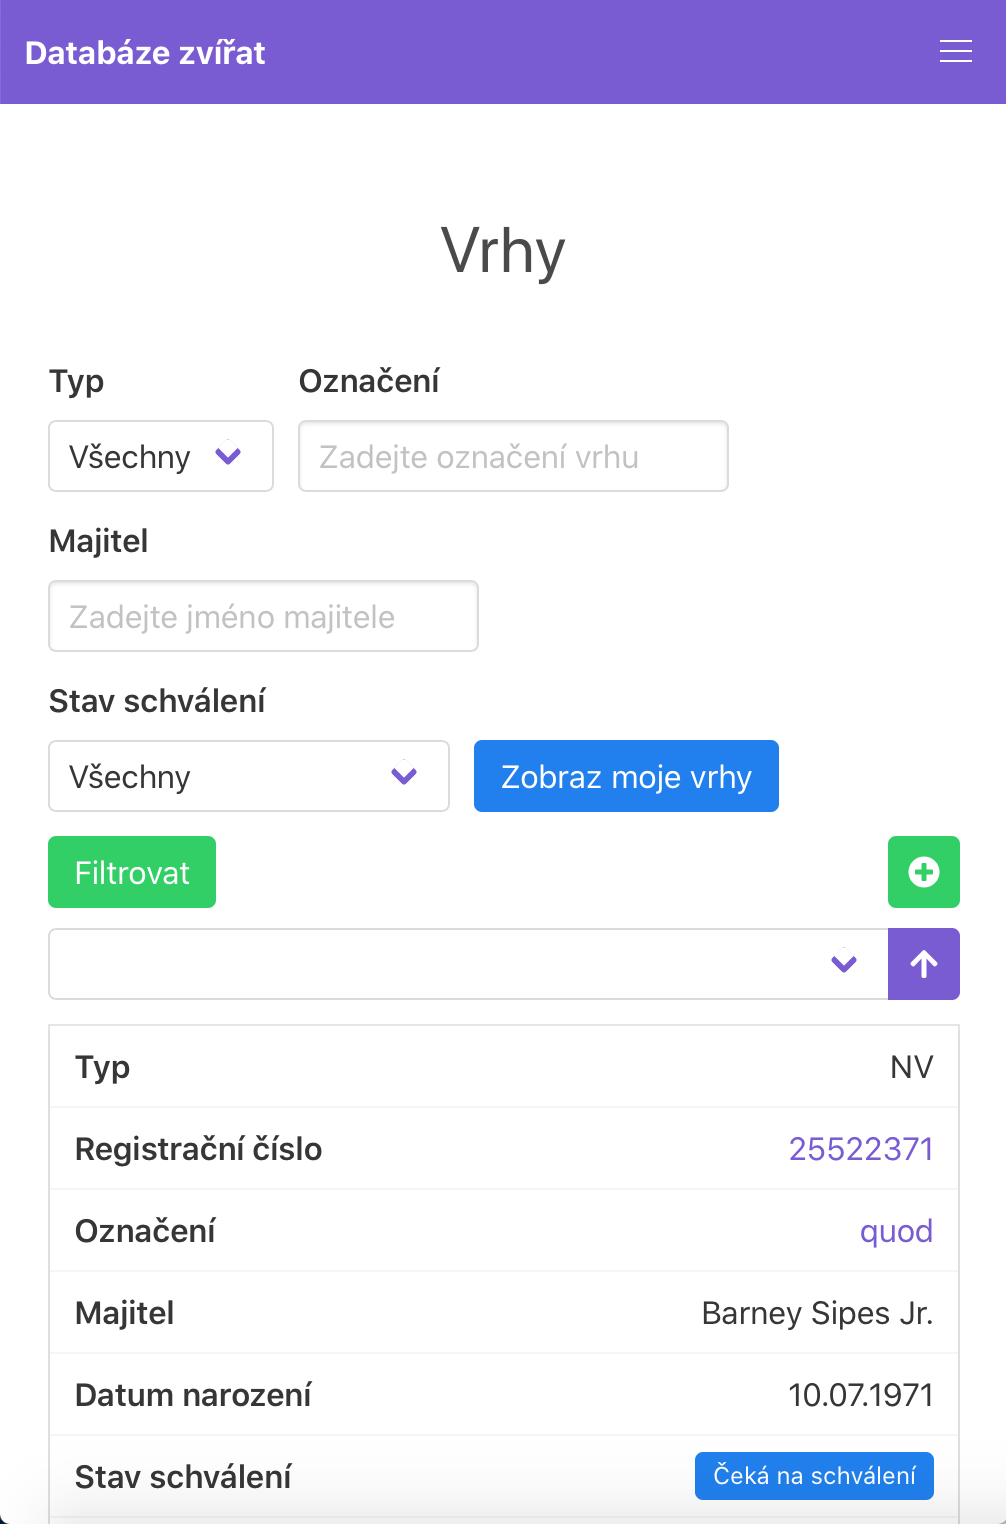 Databáze zvířat
Vrhy
Typ
Všechny
Označení
Zadejte označení vrhu
Majitel
Zadejte jméno majitele
Stav schválení
Všechny
Zobraz moje vrhy
Filtrovat
Typ NV
Registrační číslo 25522371
Označení quod
Majitel Barney Sipes Jr.
Datum narození 10.07.1971
Stav schválení Čeká na schválení